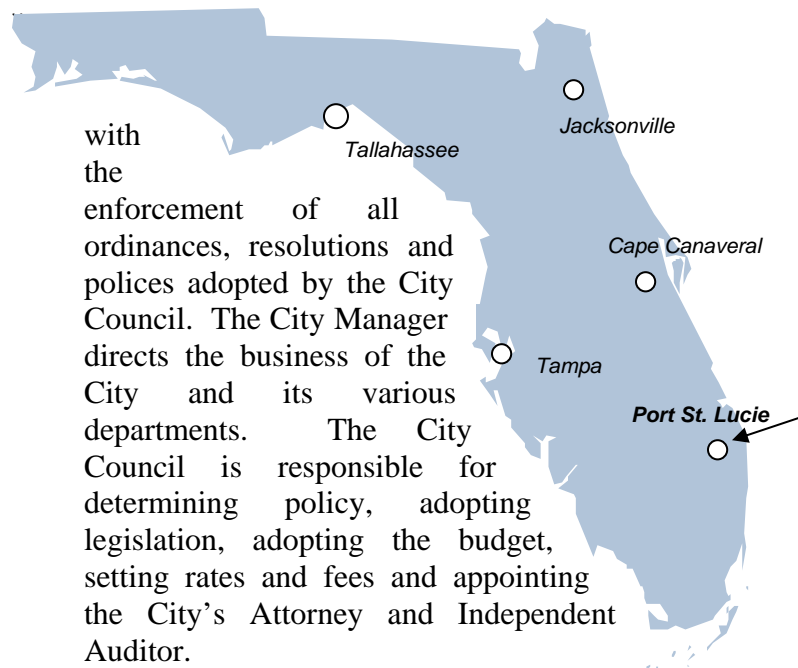 Jacksonville
Tallahassee
Cape Canaveral
Tampa
Port St. Lucie
with
the
enforcement of all
ordinances, resolutions and
polices adopted by the City
Council. The City Manager
directs the business of the
City and its various
departments. The City
Council is responsible for
determining policy, adopting
legislation, adopting the budget,
setting rates and fees and appointing
the City's Attorney and Independent
Auditor.